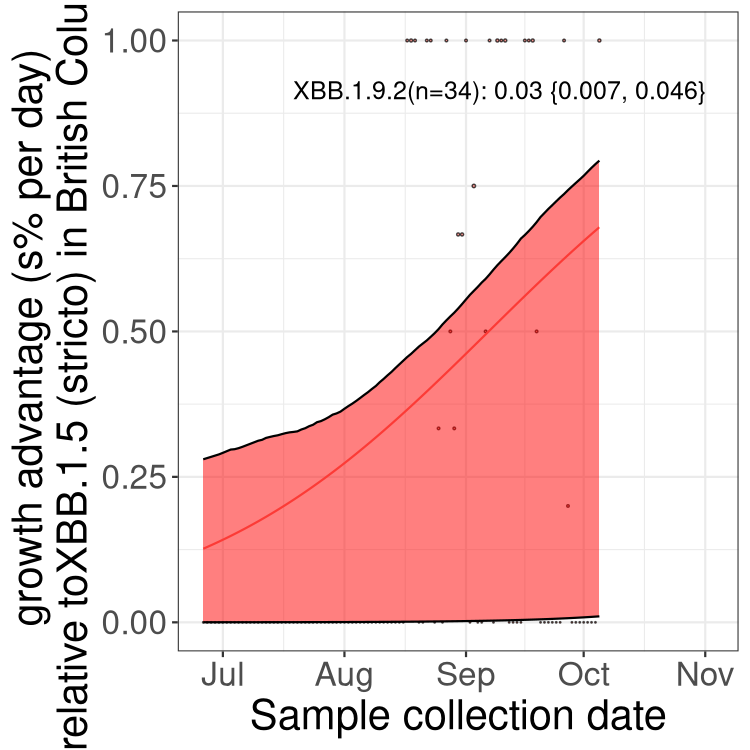 growth advantage (s% per day)
relative toXBB.1.5 (stricto) in British Colu
1.00
0.75
0.50
0.25
0.00
XBB.1.9.2(n=34): 0.03 {0.007, 0.046}
Jul Aug Sep Oct Nov
Sample collection date